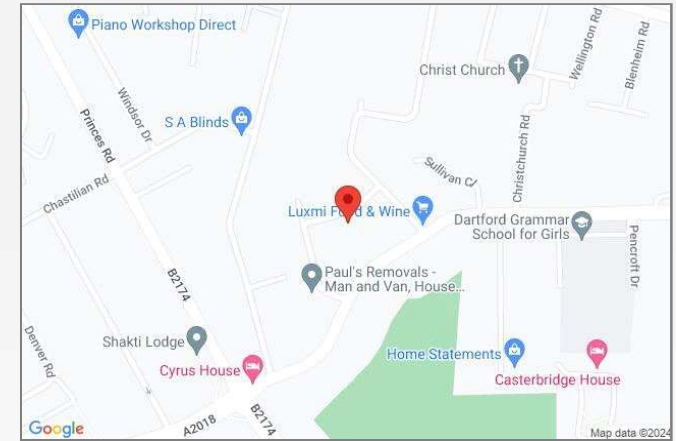 Piano Workshop Direct
Wellington Rd
Blenheim Rd
Christ Church
Windsor Dr
Princes Rd
S A Blinds
Chastilian Rd
Sullivan Ct
Christchurch Rd
Luxmi Food & Wine
Dartford Grammar
School for Girls
Pencroft Dr
Paul's Removals -
Man and Van, House...
B2174
Denver Rd
Shakti Lodge
Cyrus House
Home Statements
Casterbridge House
A2018
B2174
Google
Map data ©2024